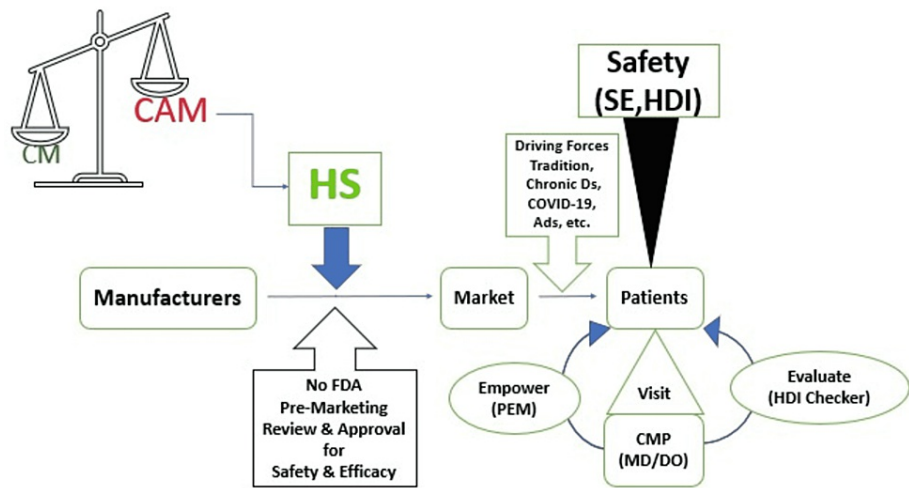 CAM
CM
HS
Safety
(SE,HDI)
Driving Forces
Tradition,
Chronic Ds,
COVID-19,
Ads, etc.
Manufacturers
Market
Patients
No FDA
Pre-Marketing
Review & Approval
for
Safety & Efficacy
Empower
(PEM)
Visit
Evaluate
(HDI Checker)
CMP
(MD/DO)